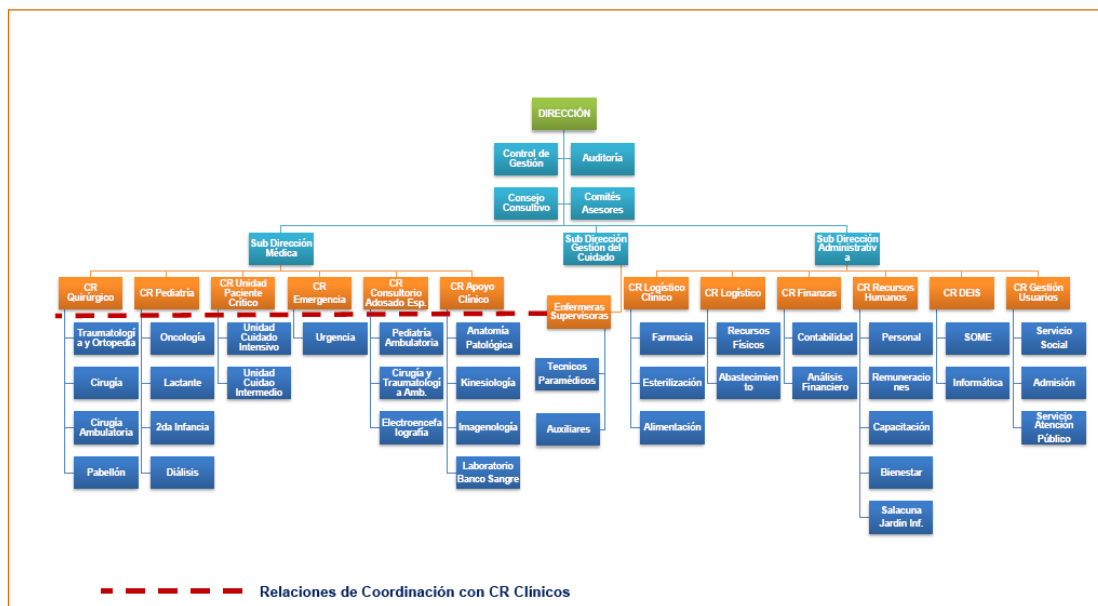 DIRECCIÓN
Control de
Gestión
Auditoría
Consejo
Consultivo
Comités
Asesores
Sub Dirección
Médica
Sub Dirección
Gestión del
Cuidado
Sub Dirección
Administrativ
a
CR
Quirúrgico
CR Pediatría
CR Unidad
Paciente
Crítico
CR
Emergencia
CR
Consultorio
Adosado Esp.
CR Apoyo
Clínico
Enfermeras
Supervisoras
CR Logístico
Clínico
CR Logístico
CR Finanzas
CR Recursos
Humanos
CR DEIS
CR Gestión
Usuarios
Traumatologí
a y Ortopedia
Oncología
Unidad
Cuidado
Intensivo
Urgencia
Pediatría
Ambulatoria
Anatomía
Patológica
Farmacia
Recursos
Físicos
Contabilidad
Personal
SOME
Servicio
Social
Cirugía
Lactante
Unidad
Cuidao
Intermedio
Cirugía y
Traumatologí
a Amb.
Kinesiología
Tecnicos
Paramédicos
Esterilización
Abastecimie
nto
Análisis
Financiero
Remuneracio
nes
Informática
Admisión
Cirugía
Ambulatoria
2da Infancia
Electroencefa
lografía
Imagenología
Auxiliares
Alimentación
Capacitación
Servicio
Atención
Público
Pabellón
Diálisis
Laboratorio
Banco Sangre
Bienestar
Salacuna
Jardín Inf.
Relaciones de Coordinación con CR Clínicos